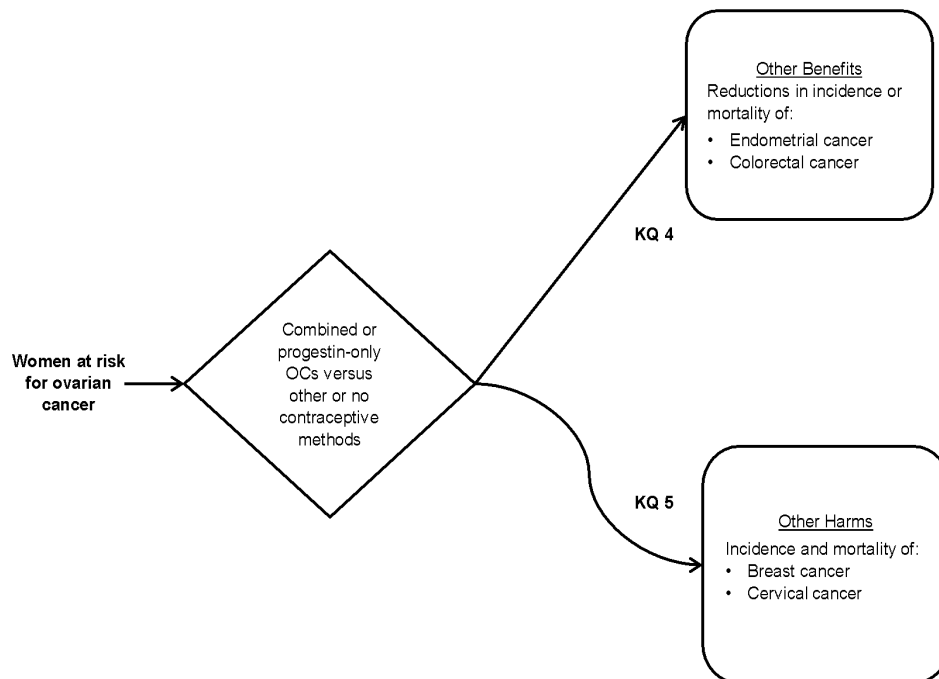 Women at risk
for ovarian
cancer
Combined or
progestin-only
OCs versus
other or no
contraceptive
methods
KQ 4
Other Benefits
Reductions in incidence or
mortality of:
• Endometrial cancer
• Colorectal cancer
KQ 5
Other Harms
Incidence and mortality of:
• Breast cancer
• Cervical cancer